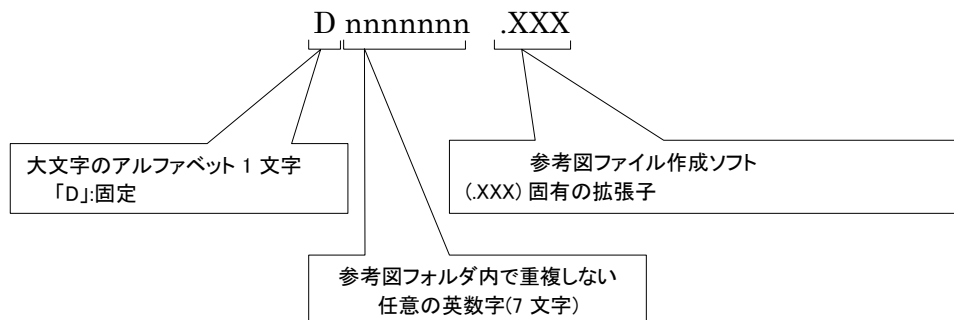 D nnnnnnn .XXX
大文字のアルファベット 1 文字
「D」:固定
参考図ファイル作成ソフト
(.XXX) 固有の拡張子
参考図フォルダ内で重複しない
任意の英数字(7 文字)